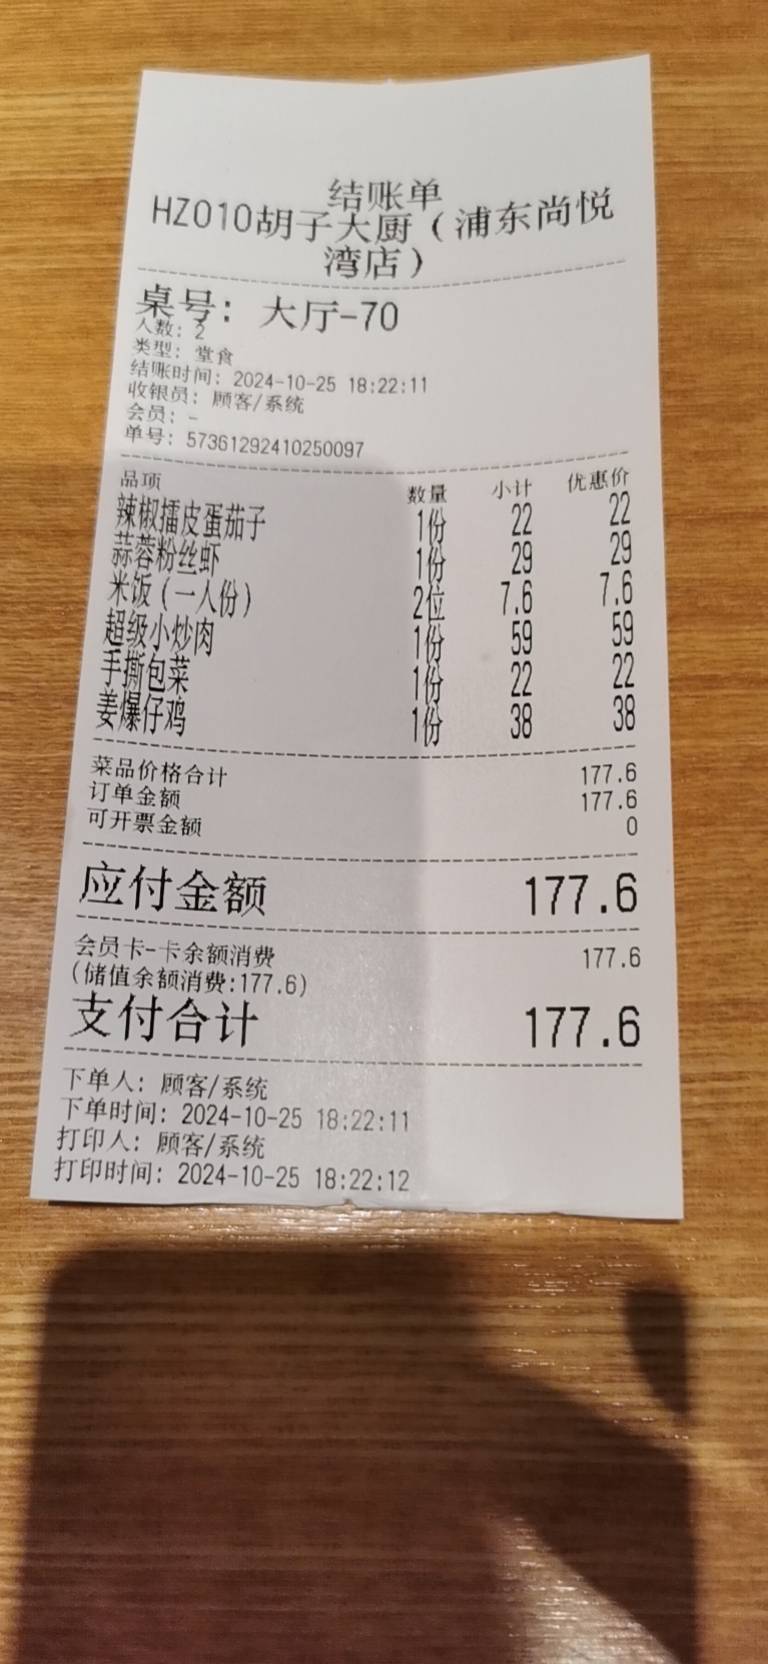 结账单
HZ010胡子大厨（浦东尚悦
湾店）
桌号：大厅-70
人数：2
类型：堂食
结账时间：2024-10-25 18:22:11
收银员：顾客/系统
会员：-
单号：57361292410250097
品项 数量 小计 优惠价
辣椒擂皮蛋茄子 1份 22 22
蒜蓉粉丝虾 1份 29 29
米饭（一人份） 2位 7.6 7.6
超级小炒肉 1份 59 59
手撕包菜 1份 22 22
姜爆仔鸡 1份 38 38
菜品价格合计 177.6
订单金额 177.6
可开票金额 0
应付金额 177.6
会员卡-卡余额消费 177.6
(储值余额消费:177.6)
支付合计 177.6
下单人：顾客/系统
下单时间：2024-10-25 18:22:11
打印人：顾客/系统
打印时间：2024-10-25 18:22:12